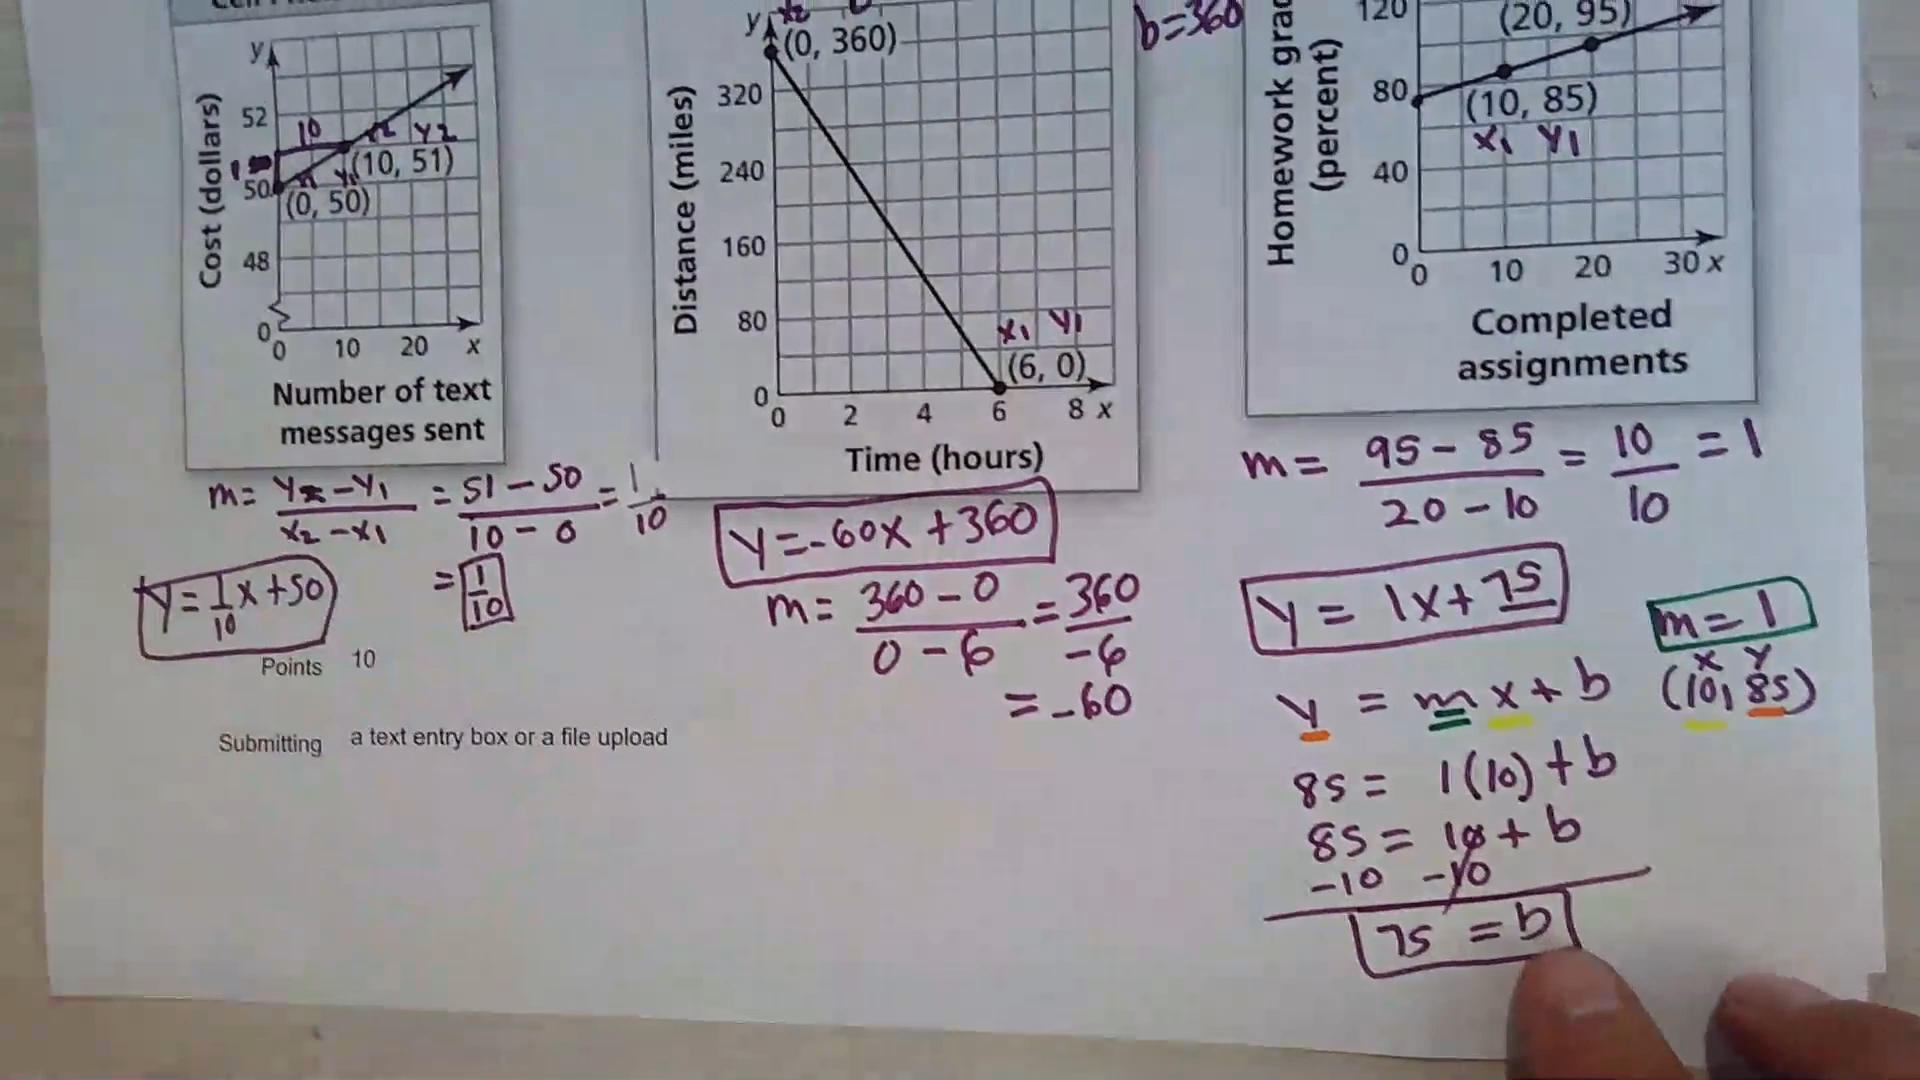 y
52
50
48
0
0 10 20 x
10
1
x2 y2
(10, 51)
x1 y1
(0, 50)
Cost (dollars)
Number of text
messages sent
m = y2 - y1 / x2 - x1 = 51 - 50 / 10 - 0 = 1/10
= 1/10
y = 1/10 x + 50
Points 10
Submitting a text entry box or a file upload
y
x2
(0, 360)
b = 360
320
240
160
80
0
0 2 4 6 8 x
x1 y1
(6, 0)
Distance (miles)
Time (hours)
y = -60x + 360
m = 360 - 0 / 0 - 6 = 360 / -6
= -60
120
80
40
0
0 10 20 30 x
(20, 95)
(10, 85)
x1 y1
Homework grad
(percent)
Completed
assignments
m = 95 - 85 / 20 - 10 = 10 / 10 = 1
y = 1x + 75
m = 1
x y
(10, 85)
y = mx + b
85 = 1(10) + b
85 = 10 + b
-10 -10
75 = b